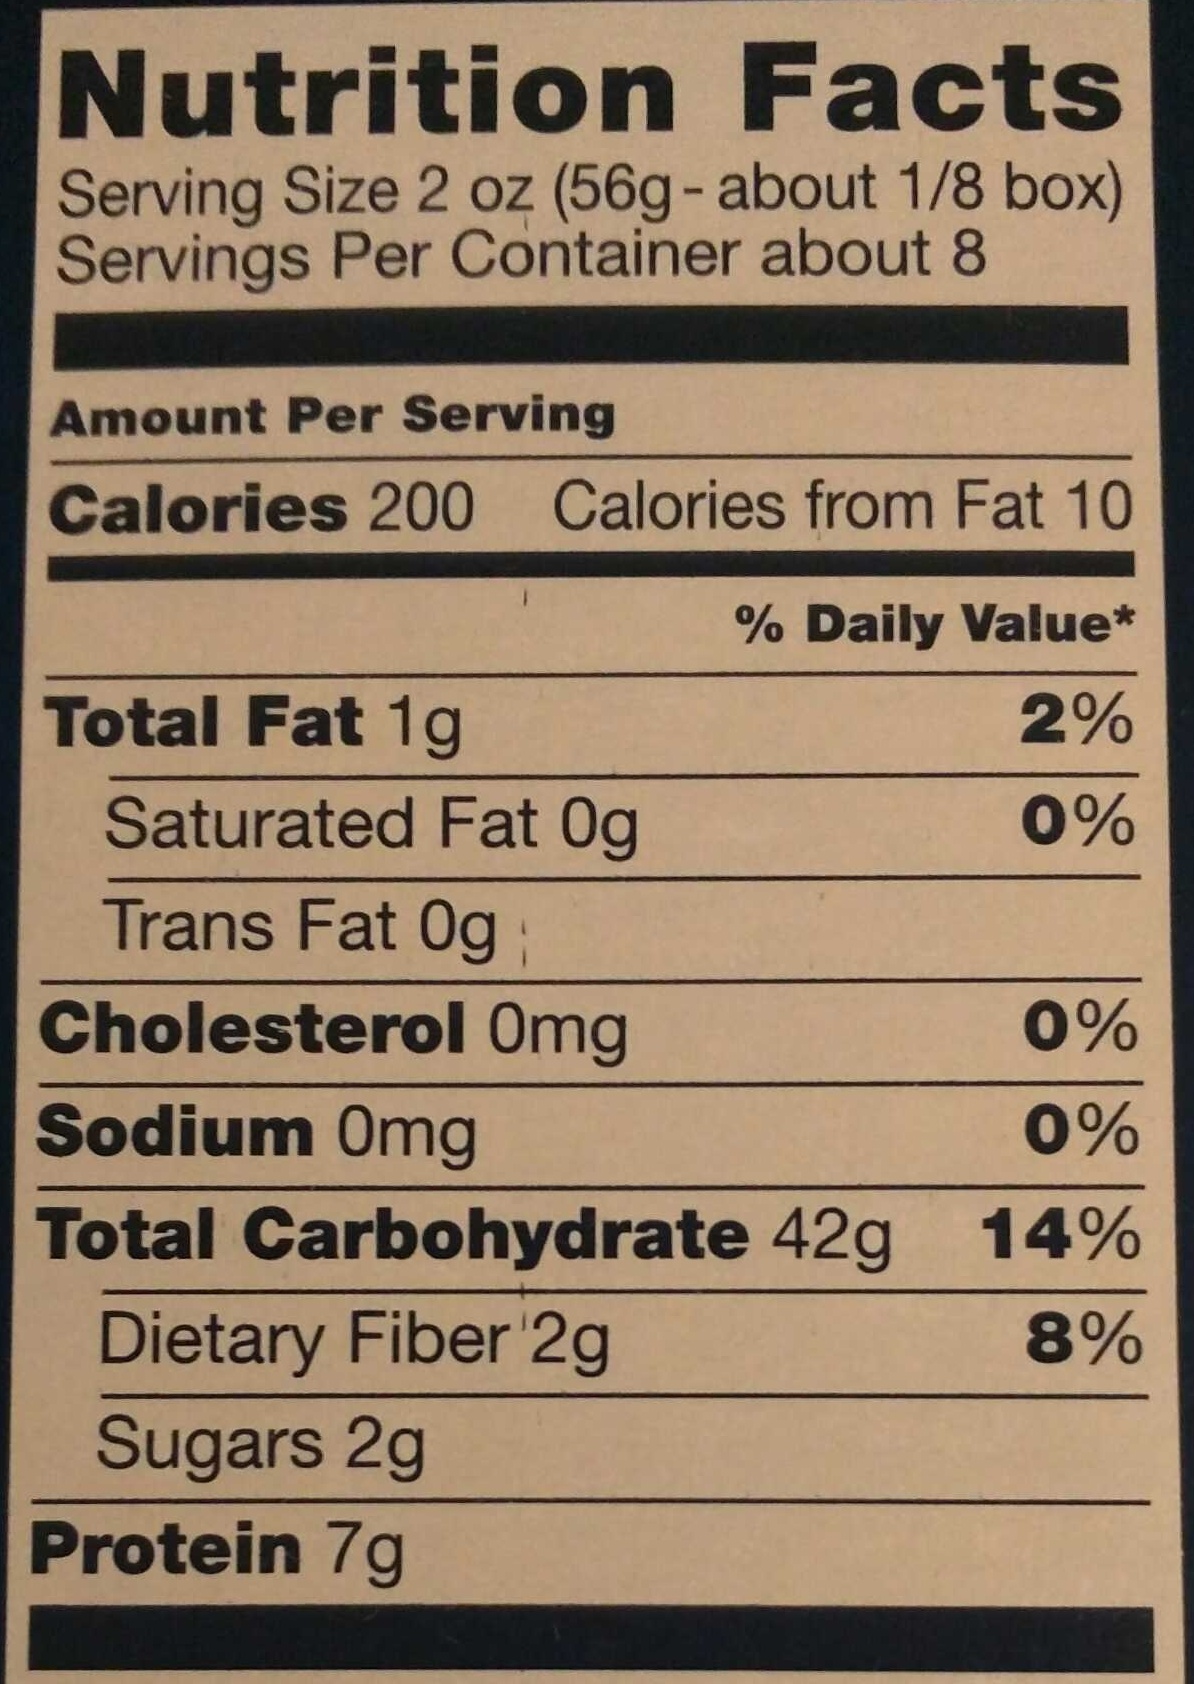 Nutrition Facts
Serving Size 2 oz (56g - about 1/8 box)
Servings Per Container about 8
Amount Per Serving
Calories 200 Calories from Fat 10
% Daily Value*
Total Fat 1g 2%
Saturated Fat 0g 0%
Trans Fat 0g
Cholesterol 0mg 0%
Sodium 0mg 0%
Total Carbohydrate 42g 14%
Dietary Fiber 2g 8%
Sugars 2g
Protein 7g